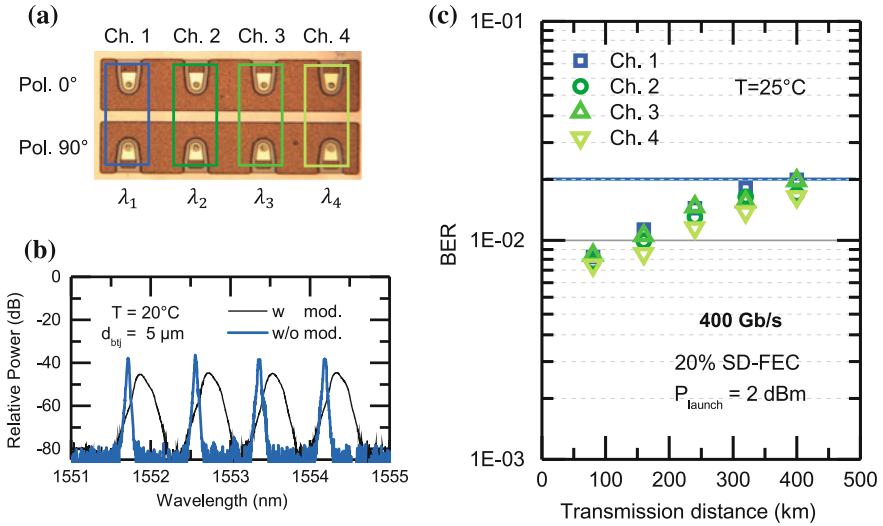 (a)
Ch. 1 Ch. 2 Ch. 3 Ch. 4
Pol. 0°
Pol. 90°
λ1 λ2 λ3 λ4
(b)
0
-20
-40
-60
-80
Relative Power (dB)
T = 20°C
dbtj = 5 µm
w mod.
w/o mod.
1551 1552 1553 1554 1555
Wavelength (nm)
(c)
1E-01
1E-02
1E-03
BER
Ch. 1
Ch. 2
Ch. 3
Ch. 4
T=25°C
400 Gb/s
20% SD-FEC
Plaunch = 2 dBm
0 100 200 300 400 500
Transmission distance (km)